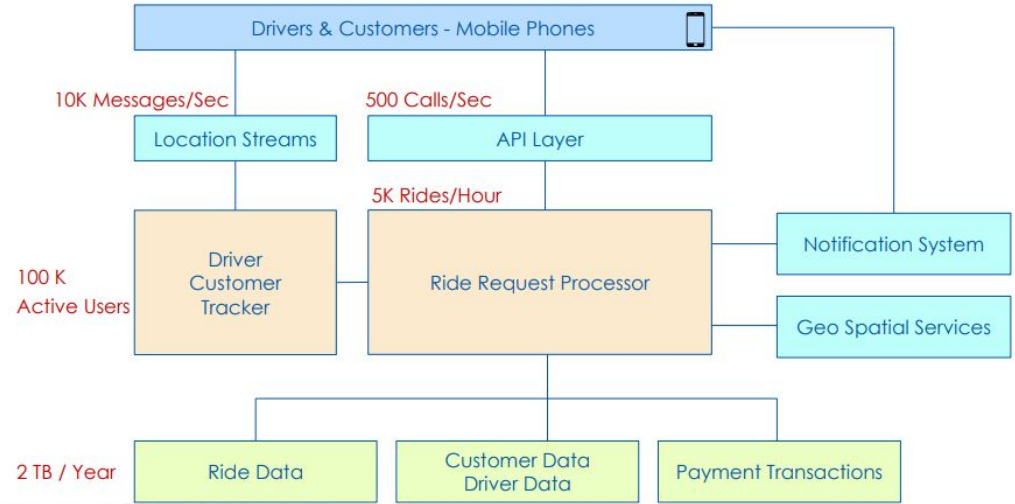 Drivers & Customers - Mobile Phones
10K Messages/Sec
500 Calls/Sec
Location Streams
API Layer
5K Rides/Hour
100 K
Active Users
Driver
Customer
Tracker
Ride Request Processor
Notification System
Geo Spatial Services
2 TB / Year
Ride Data
Customer Data
Driver Data
Payment Transactions